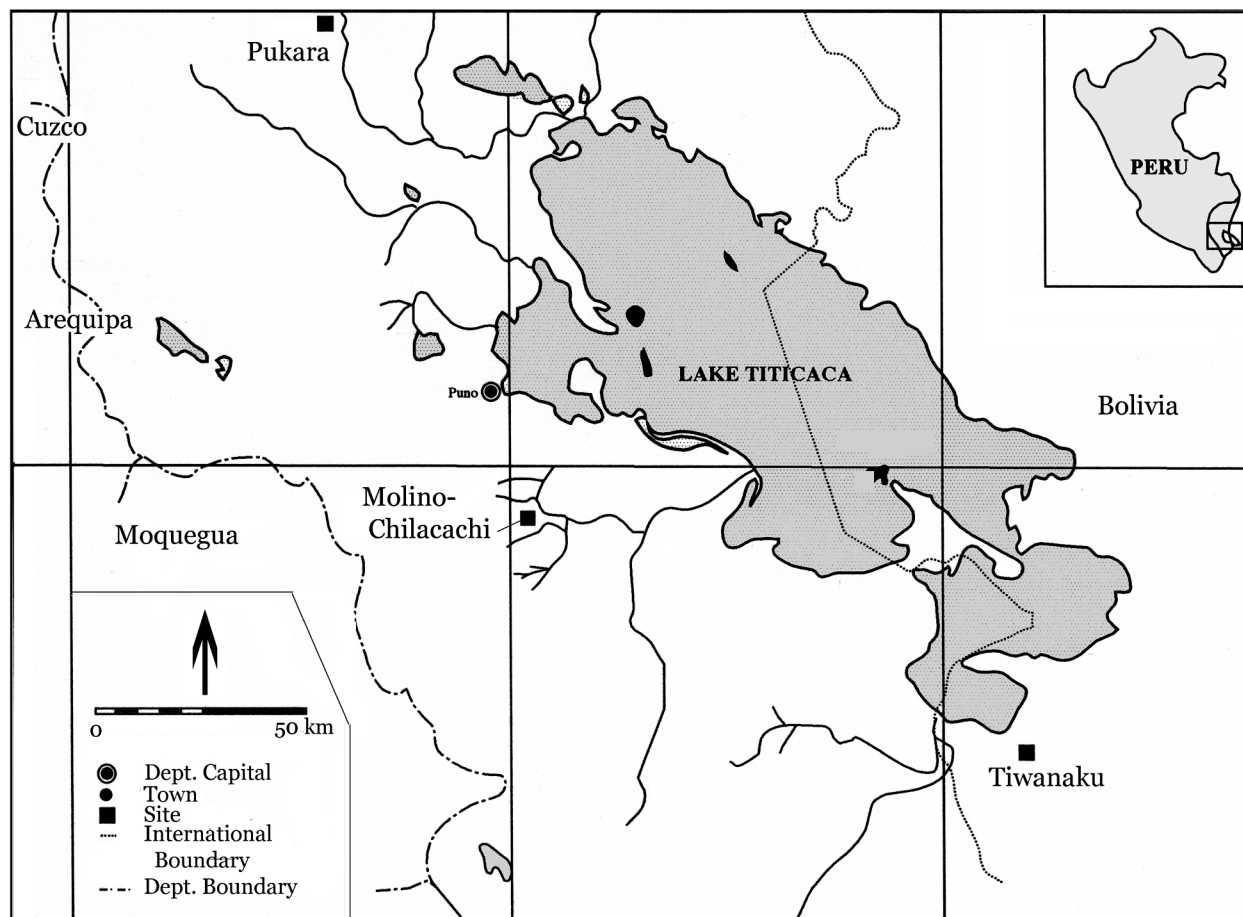 Pukara
Cuzco
PERU
Arequipa
LAKE TITICACA
Puno
Bolivia
Molino-
Chilacachi
Moquegua
0
50 km
Dept. Capital
Town
Site
International
Boundary
Dept. Boundary
Tiwanaku